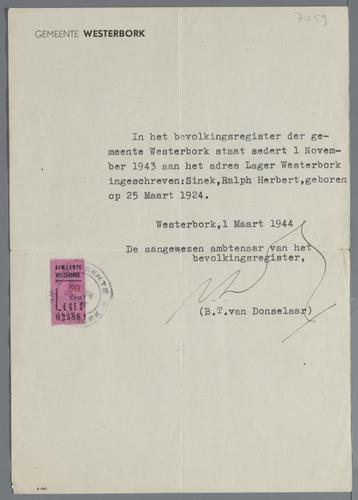 7059
GEMEENTE WESTERBORK
In het bevolkingsregister der ge-
meente Westerbork staat sedert 1 Novem-
ber 1943 aan het adres Lager Westerbork
ingeschreven:Sinek,Ralph Herbert,geboren
op 25 Maart 1924.
Westerbork,1 Maart 1944
De aangewezen ambtenaar van het
bevolkingsregister,
(B.T.van Donselaar)
GEMEENTE
WESTERBORK
50
Cent
LEGES
02386
GEMEENTE